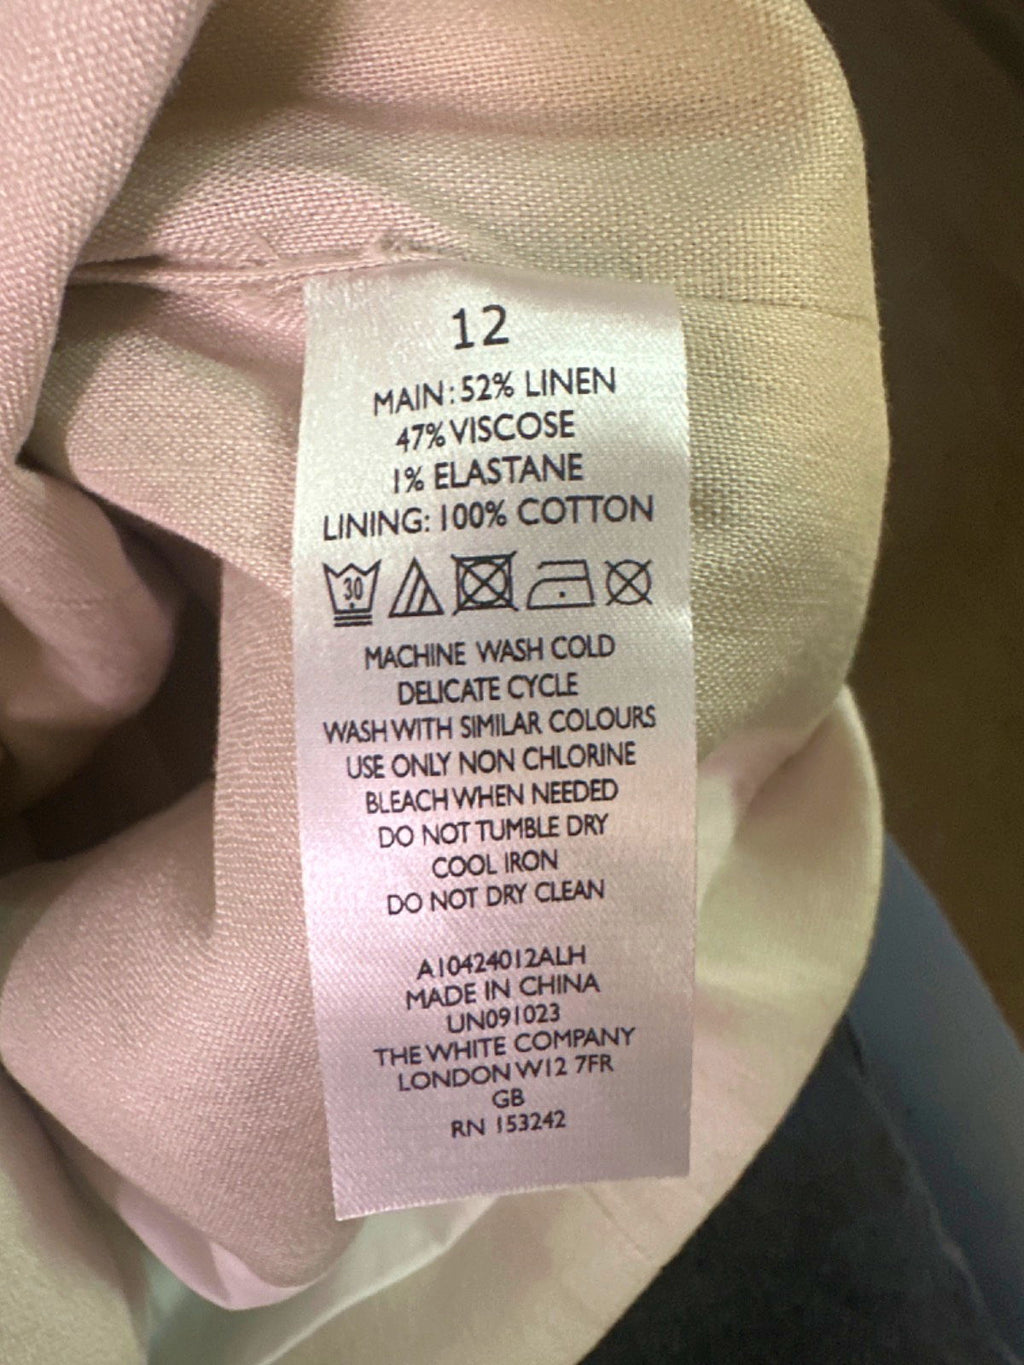 12
MAIN: 52% LINEN
47% VISCOSE
1% ELASTANE
LINING: 100% COTTON
30
MACHINE WASH COLD
DELICATE CYCLE
WASH WITH SIMILAR COLOURS
USE ONLY NON CHLORINE
BLEACH WHEN NEEDED
DO NOT TUMBLE DRY
COOL IRON
DO NOT DRY CLEAN
A10424012ALH
MADE IN CHINA
UN091023
THE WHITE COMPANY
LONDON W12 7FR
GB
RN 153242